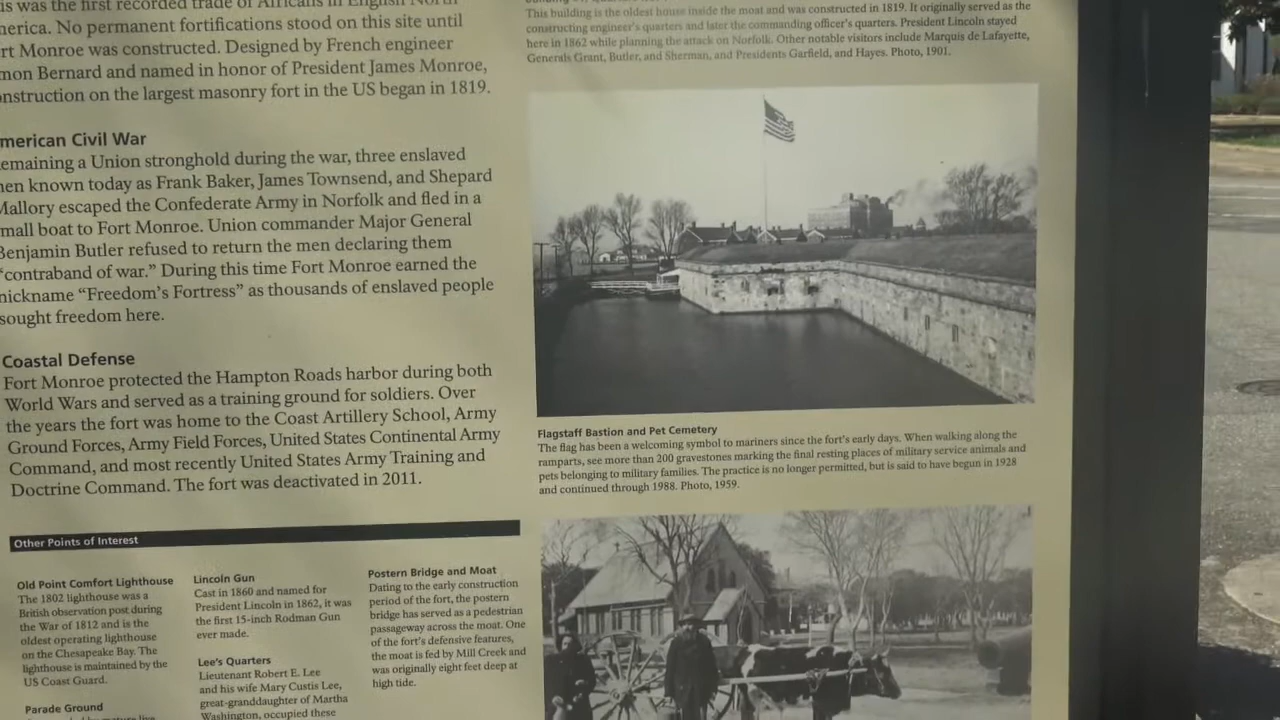 was the first recorded trade of Africans in English North
No permanent fortifications stood on this site until
Monroe was constructed. Designed by French engineer
Bernard and named in honor of President James Monroe,
on the largest masonry fort in the US began in 1819.
Civil War
a Union stronghold during the war, three enslaved
known today as Frank Baker, James Townsend, and Shepard
Mallory escaped the Confederate Army in Norfolk and fled in a
boat to Fort Monroe. Union commander Major General
Benjamin Butler refused to return the men declaring them
“contraband of war.” During this time Fort Monroe earned the
nickname “Freedom’s Fortress” as thousands of enslaved people
sought freedom here.
Coastal Defense
Fort Monroe protected the Hampton Roads harbor during both
World Wars and served as a training ground for soldiers. Over
the years the fort was home to the Coast Artillery School, Army
Ground Forces, Army Field Forces, United States Continental Army
Command, and most recently United States Army Training and
Doctrine Command. The fort was deactivated in 2011.
This building is the oldest house inside the moat and was constructed in 1819. It originally served as the
constructing engineer’s quarters and later the commanding officer’s quarters. President Lincoln stayed
here in 1862 while planning the attack on Norfolk. Other notable visitors include Marquis de Lafayette,
Generals Grant, Butler, and Sherman, and Presidents Garfield, and Hayes. Photo, 1901.
Flagstaff Bastion and Pet Cemetery
The flag has been a welcoming symbol to mariners since the fort’s early days. When walking along the
ramparts, see more than 200 gravestones marking the final resting places of military service animals and
pets belonging to military families. The practice is no longer permitted, but is said to have begun in 1928
and continued through 1988. Photo, 1959.
Other Points of Interest
Old Point Comfort Lighthouse
The 1802 lighthouse was a
British observation post during
the War of 1812 and is the
oldest operating lighthouse
on the Chesapeake Bay. The
lighthouse is maintained by the
US Coast Guard.
Parade Ground
Lincoln Gun
Cast in 1860 and named for
President Lincoln in 1862, it was
the first 15-inch Rodman Gun
ever made.
Lee’s Quarters
Lieutenant Robert E. Lee
and his wife Mary Custis Lee,
great-granddaughter of Martha
Washington, occupied these
Postern Bridge and Moat
Dating to the early construction
period of the fort, the postern
bridge has served as a pedestrian
passageway across the moat. One
of the fort’s defensive features,
the moat is fed by Mill Creek and
was originally eight feet deep at
high tide.